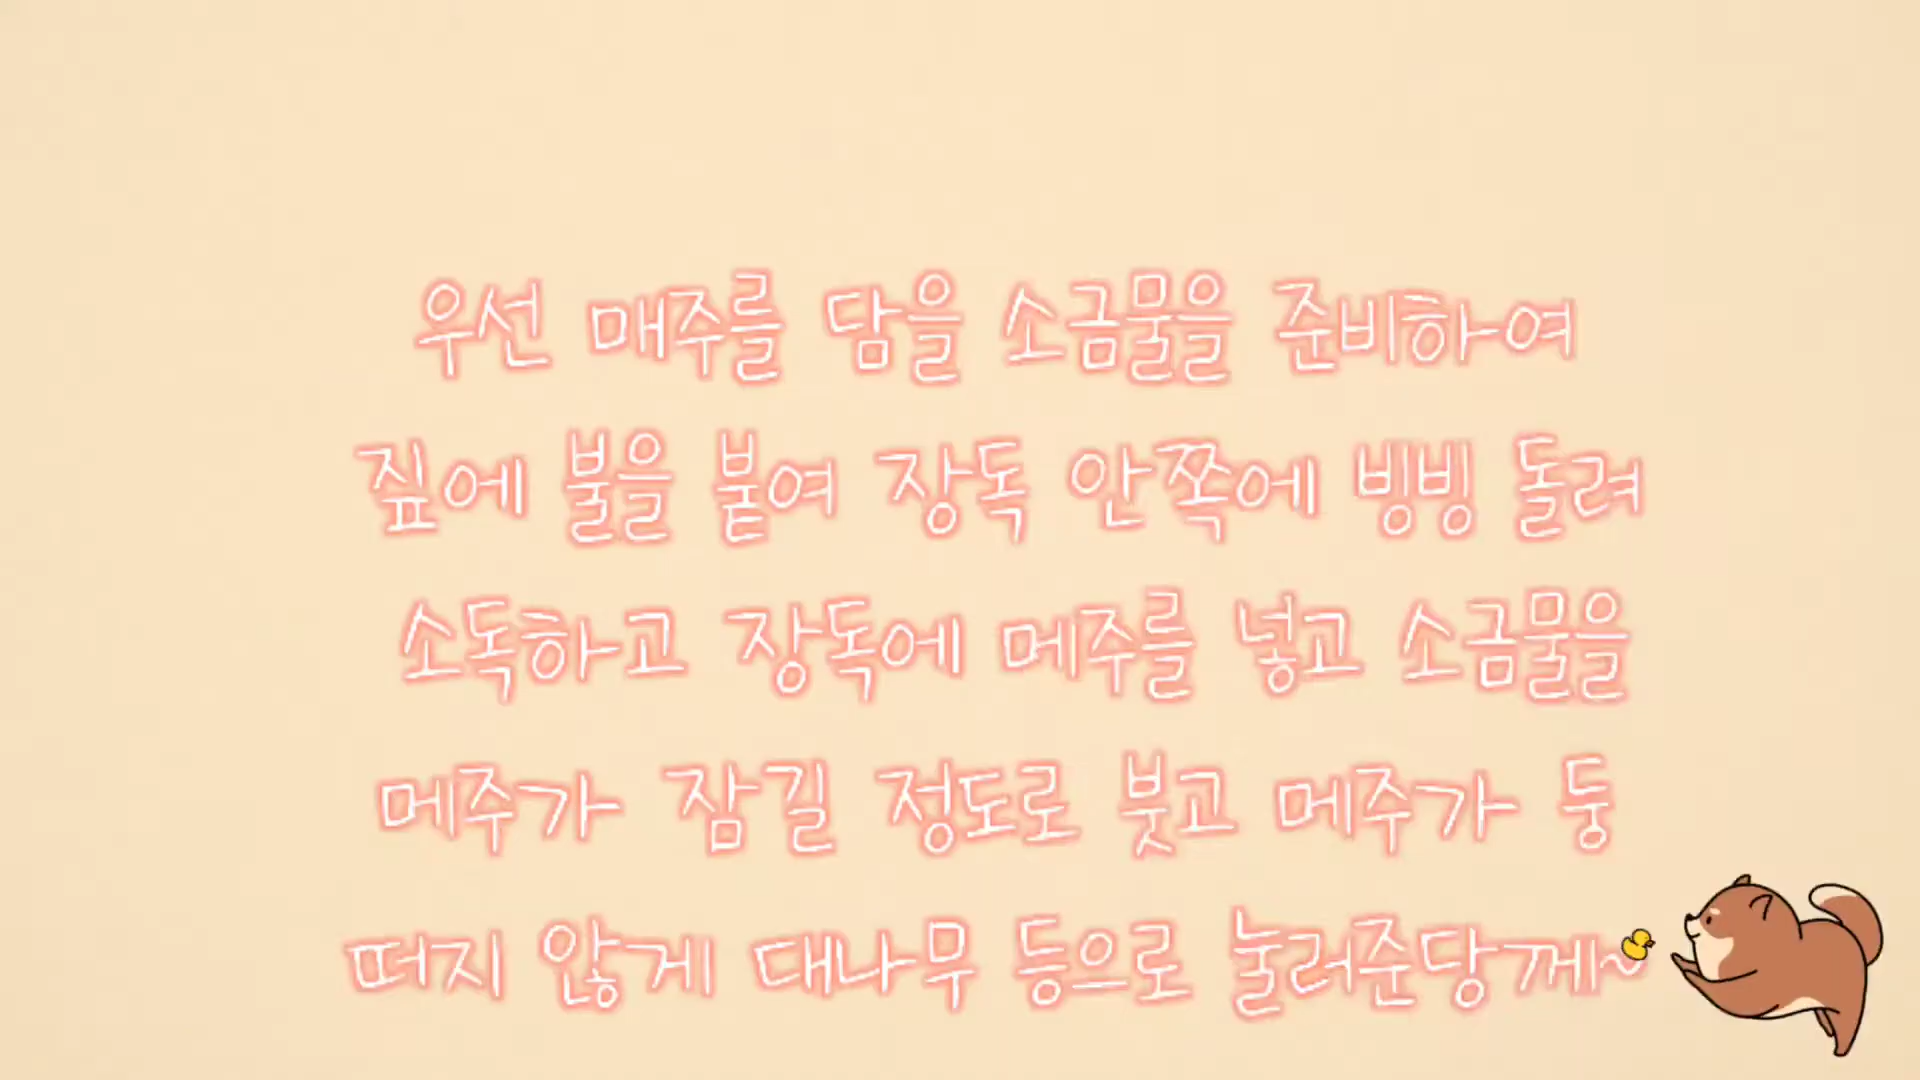 우선 매주를 담을 소금물을 준비하여
짚에 불을 붙여 장독 안쪽에 빙빙 돌려
소독하고 장독에 메주를 넣고 소금물을
메주가 잠길 정도로 붓고 메주가 둥
떠지 않게 대나무 등으로 눌러준당께~